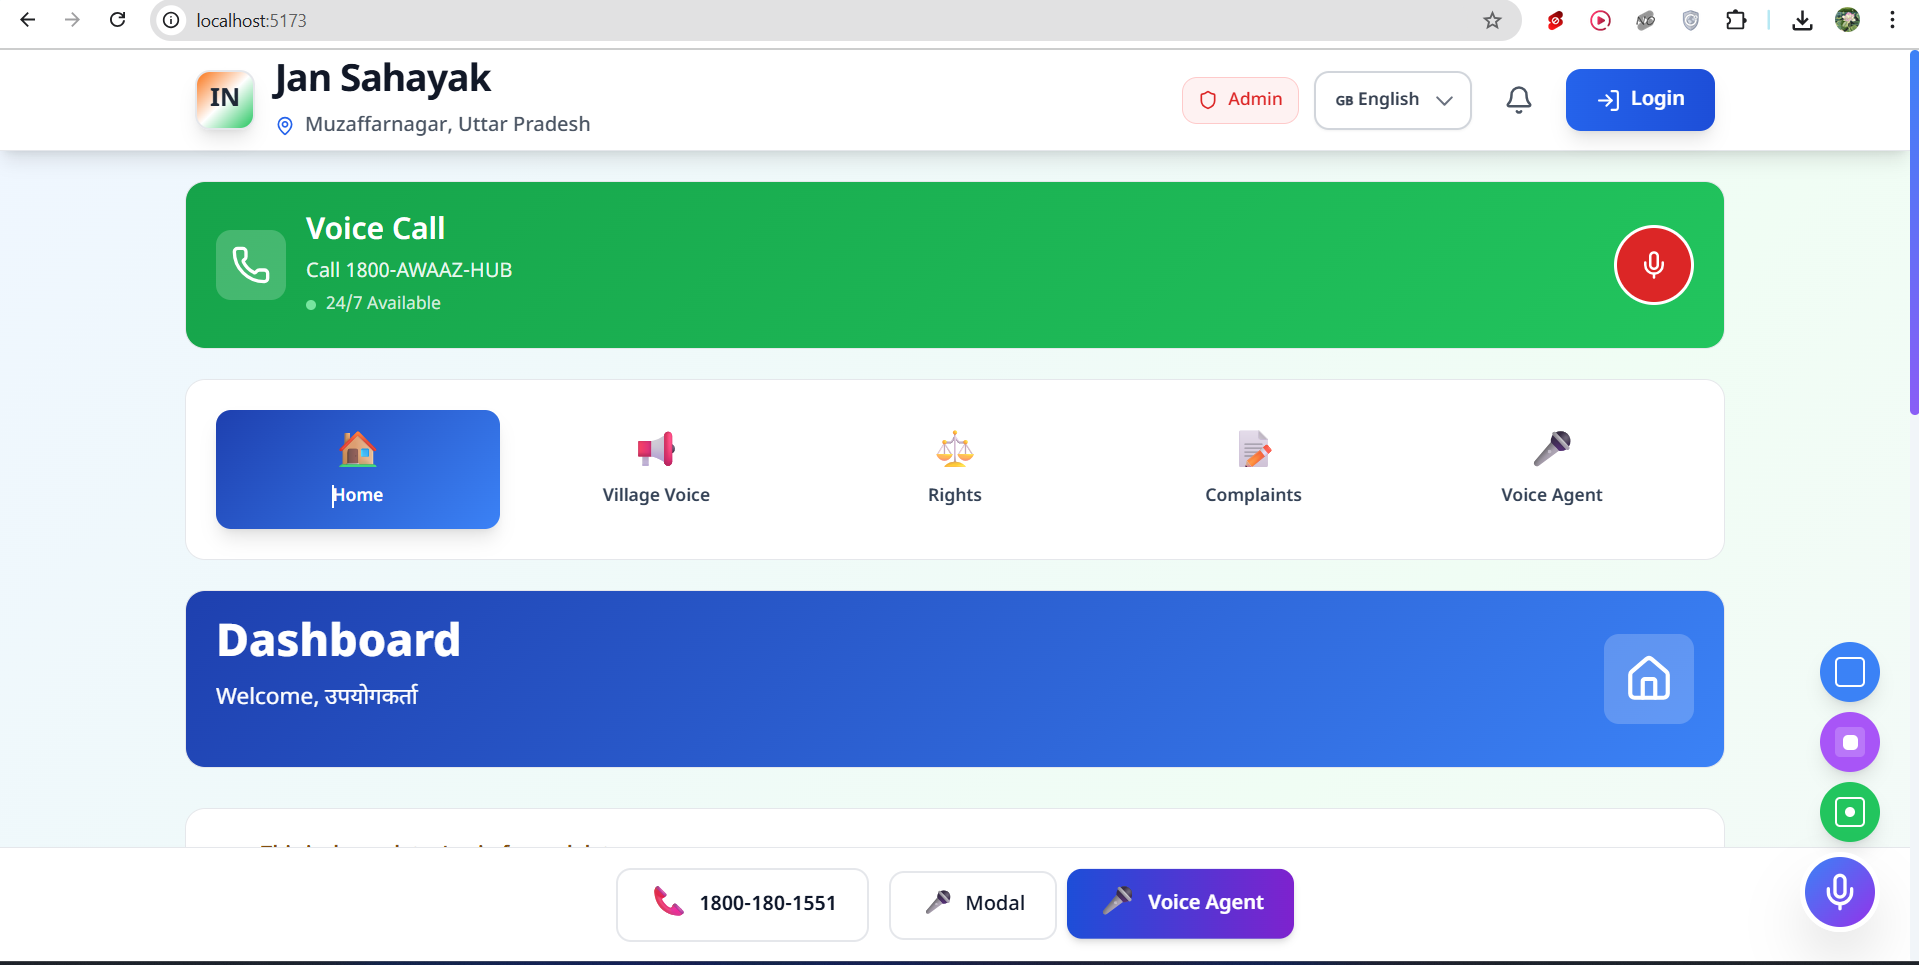 localhost:5173
IN
Jan Sahayak
Muzaffarnagar, Uttar Pradesh
Admin
GB English
Login
Voice Call
Call 1800-AWAAZ-HUB
24/7 Available
Home
Village Voice
Rights
Complaints
Voice Agent
Dashboard
Welcome, उपयोगकर्ता
1800-180-1551
Modal
Voice Agent